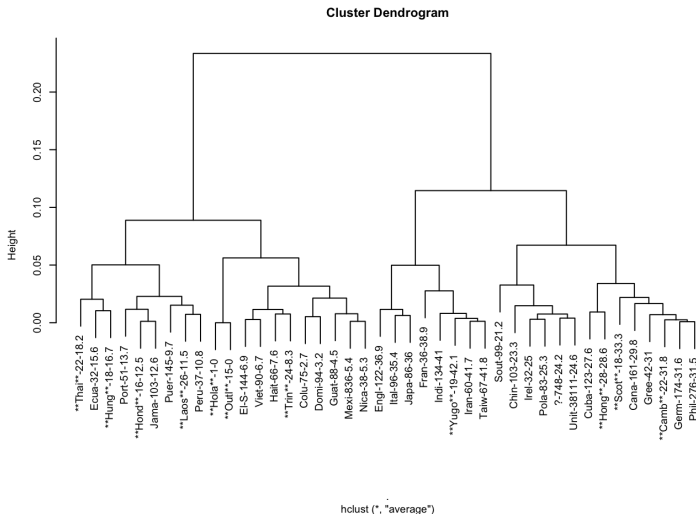 Cluster Dendrogram
Height
0.00
0.05
0.10
0.15
0.20
**Thai**-22-18.2
Ecua-32-15.6
**Hung**-18-16.7
Port-51-13.7
**Hond**-16-12.5
Jama-103-12.6
Puer-145-9.7
**Laos**-26-11.5
Peru-37-10.8
**Hola**-1-0
**Outl**-15-0
El-S-144-6.9
Viet-90-6.7
Hait-66-7.6
**Trin**-24-8.3
Colu-75-2.7
Domi-94-3.2
Guat-88-4.5
Mexi-836-5.4
Nica-38-5.3
Engl-122-36.9
Ital-96-35.4
Japa-86-36
Fran-36-38.9
Indi-134-41
**Yugo**-19-42.1
Iran-60-41.7
Taiw-67-41.8
Sout-99-21.2
Chin-103-23.3
Irel-32-25
Pola-83-25.3
?-748-24.2
Unit-38111-24.6
Cuba-123-27.6
**Hong**-28-28.6
**Scot**-18-33.3
Cana-161-29.8
Gree-42-31
**Camb**-22-31.8
Germ-174-31.6
Phil-276-31.5
.
hclust (*, "average")